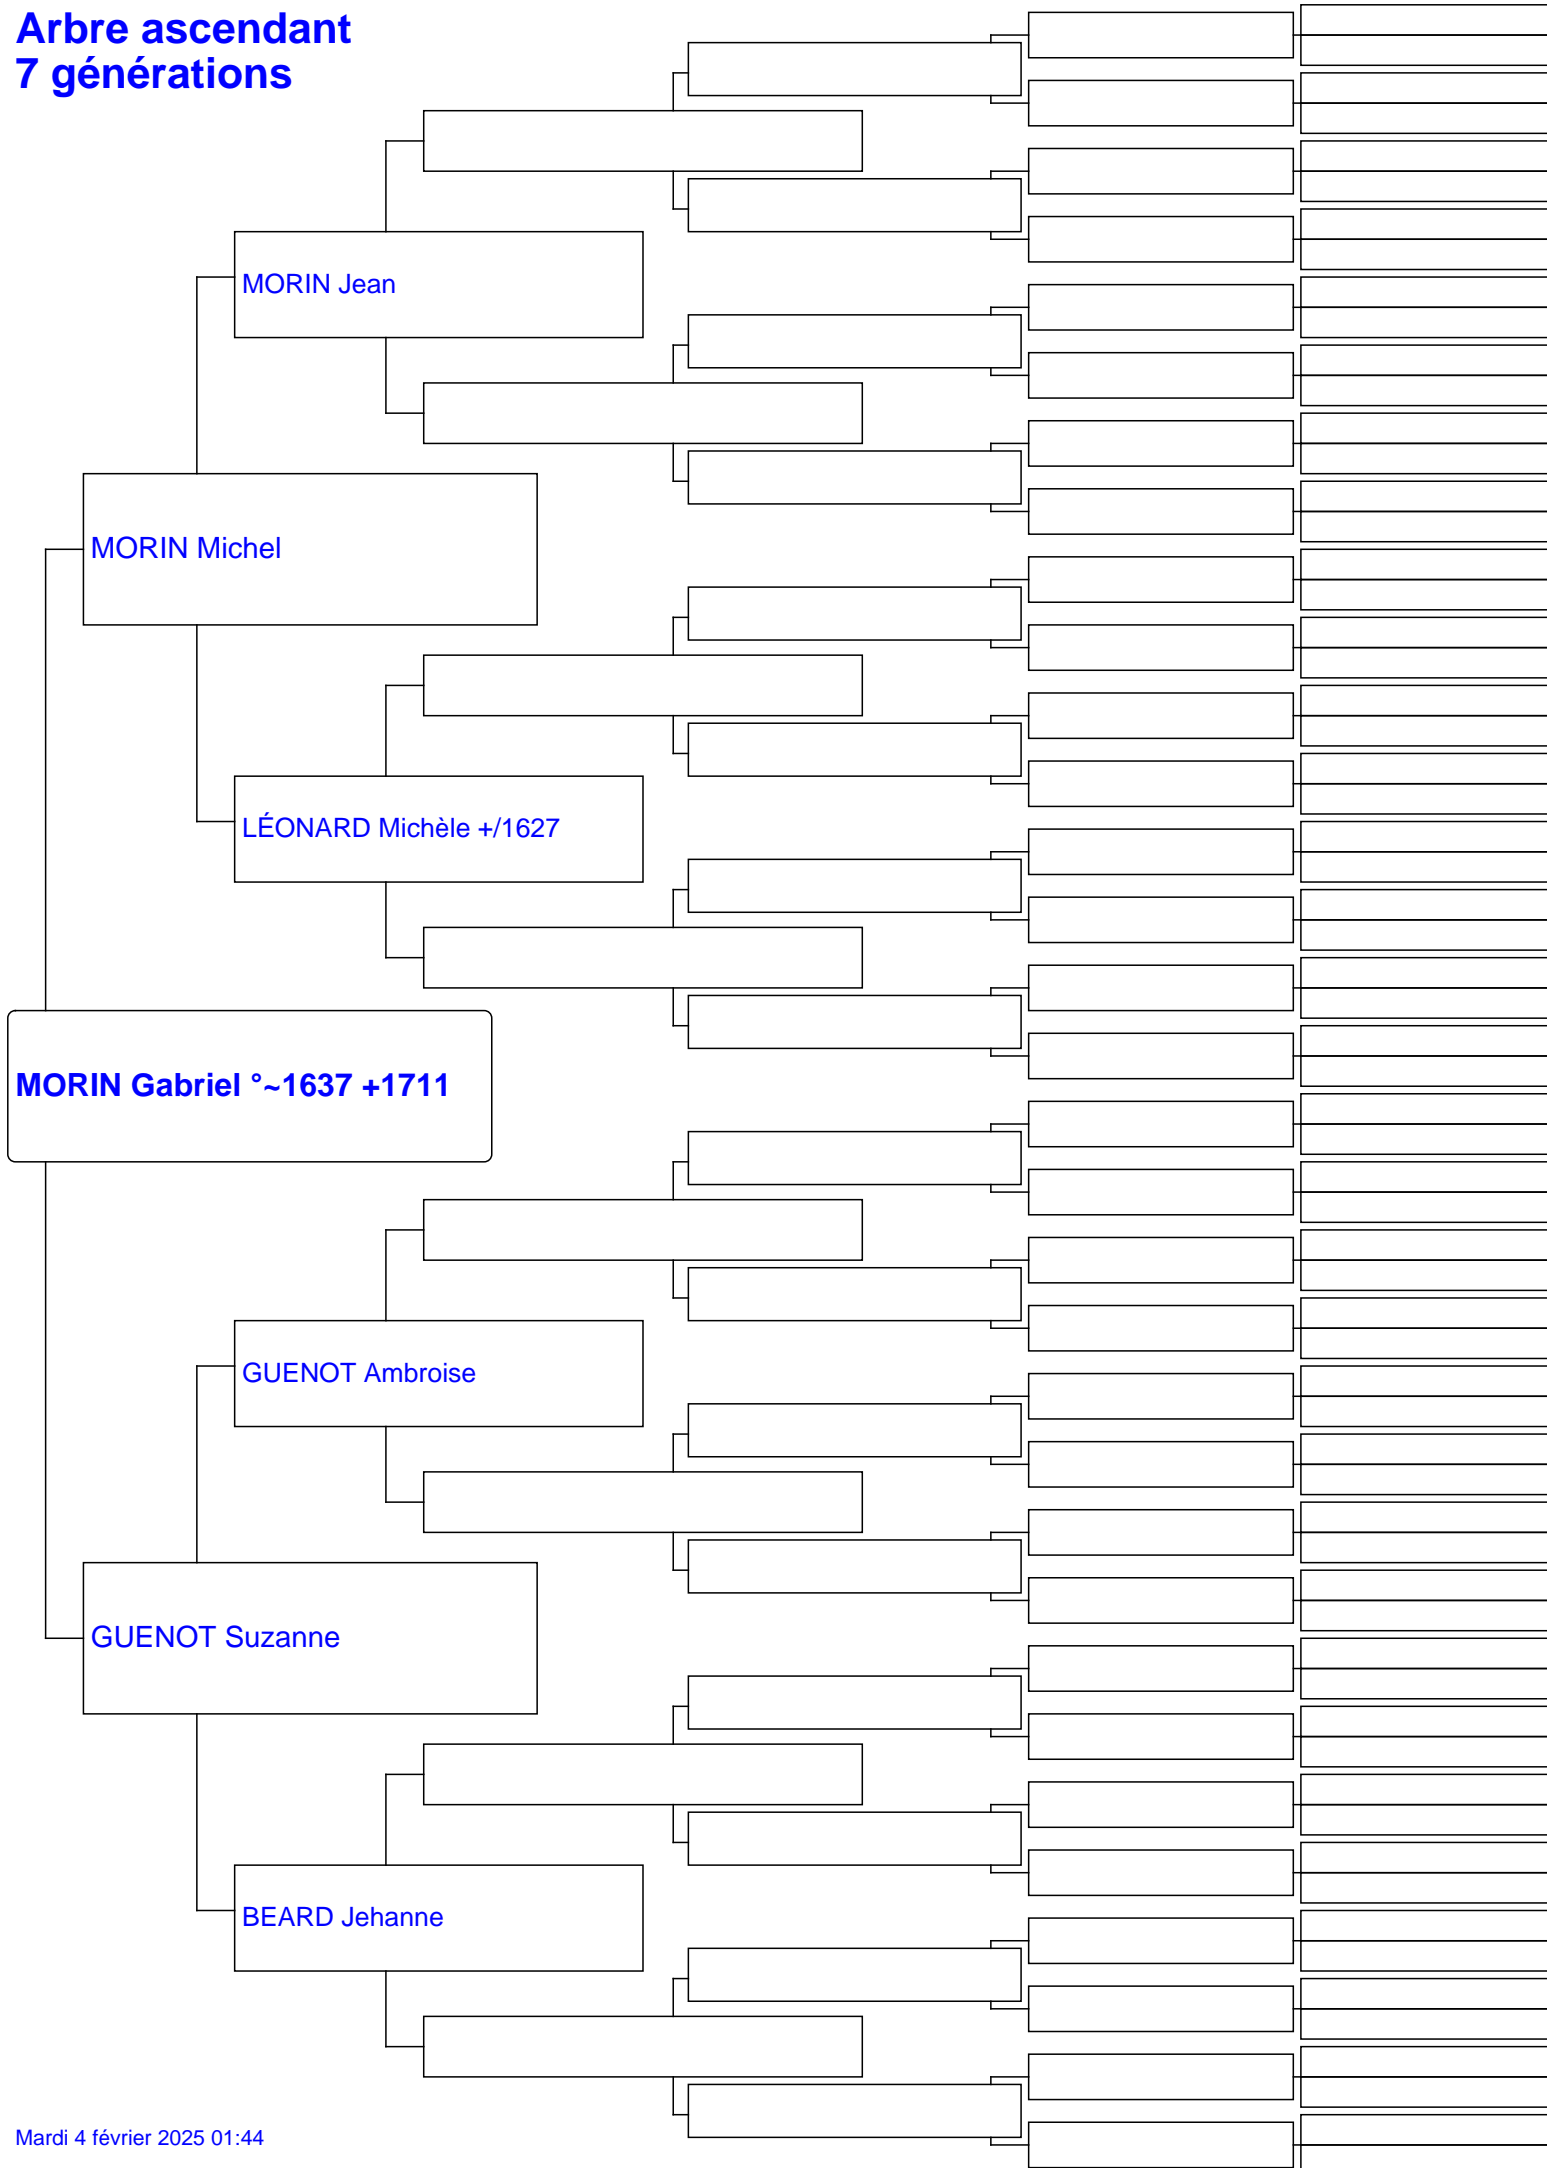 Arbre ascendant
7 générations
MORIN Jean
MORIN Michel
LÉONARD Michèle +/1627
MORIN Gabriel °~1637 +1711
GUENOT Ambroise
GUENOT Suzanne
BEARD Jehanne
Mardi 4 février 2025 01:44